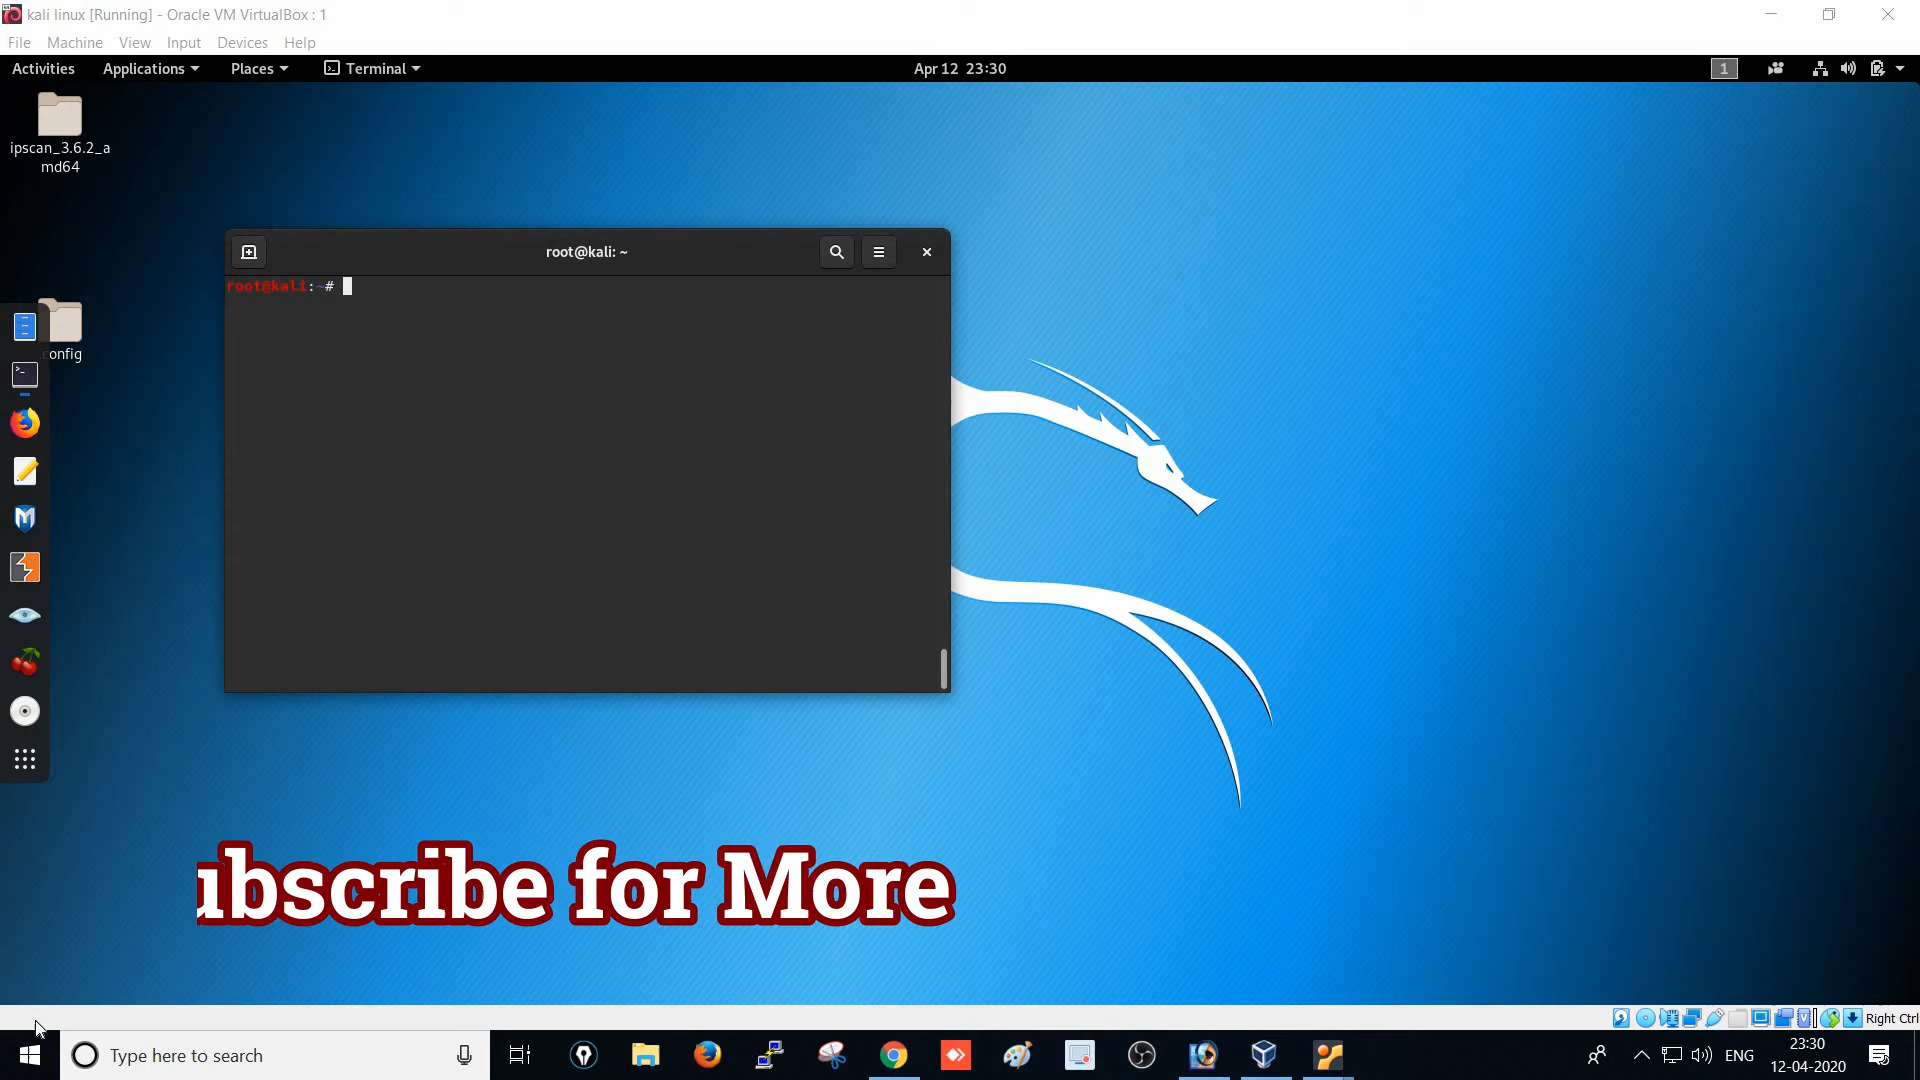 kali linux [Running] - Oracle VM VirtualBox : 1
File Machine View Input Devices Help
Activities Applications Places Terminal Apr 12 23:30 1
ipscan_3.6.2_a
md64
root@kali: ~
root@kali:~#
config
ubscribe for More
Right Ctrl
Type here to search
ENG
23:30
12-04-2020